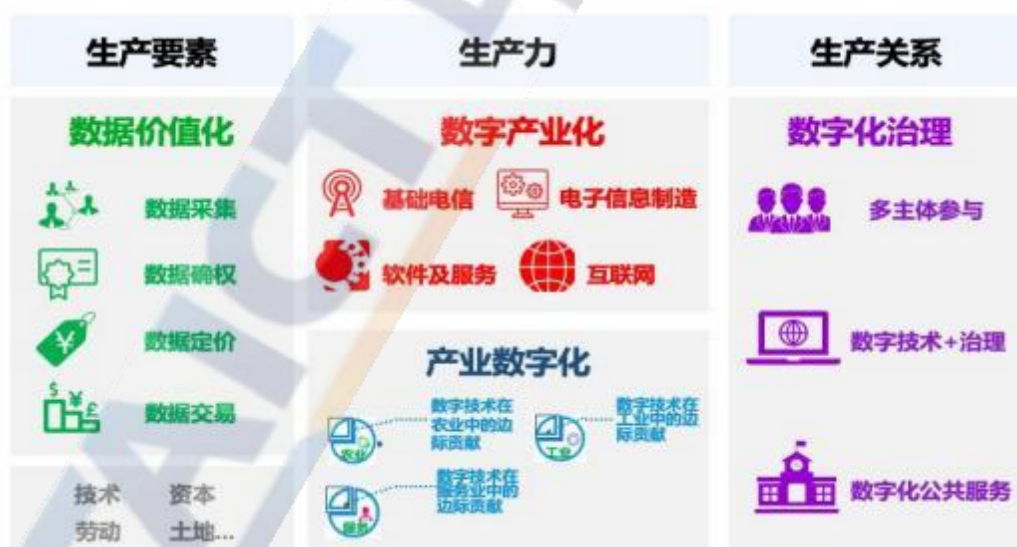 生产要素
生产力
生产关系
数据价值化
数据采集
数据确权
数据定价
数据交易
技术 资本
劳动 土地...
数字产业化
基础电信
电子信息制造
软件及服务
互联网
产业数字化
数字技术在
农业中的边
际贡献
农业
数字技术在
工业中的边
际贡献
工业
数字技术在
服务业中的
边际贡献
服务
数字化治理
多主体参与
数字技术+治理
数字化公共服务